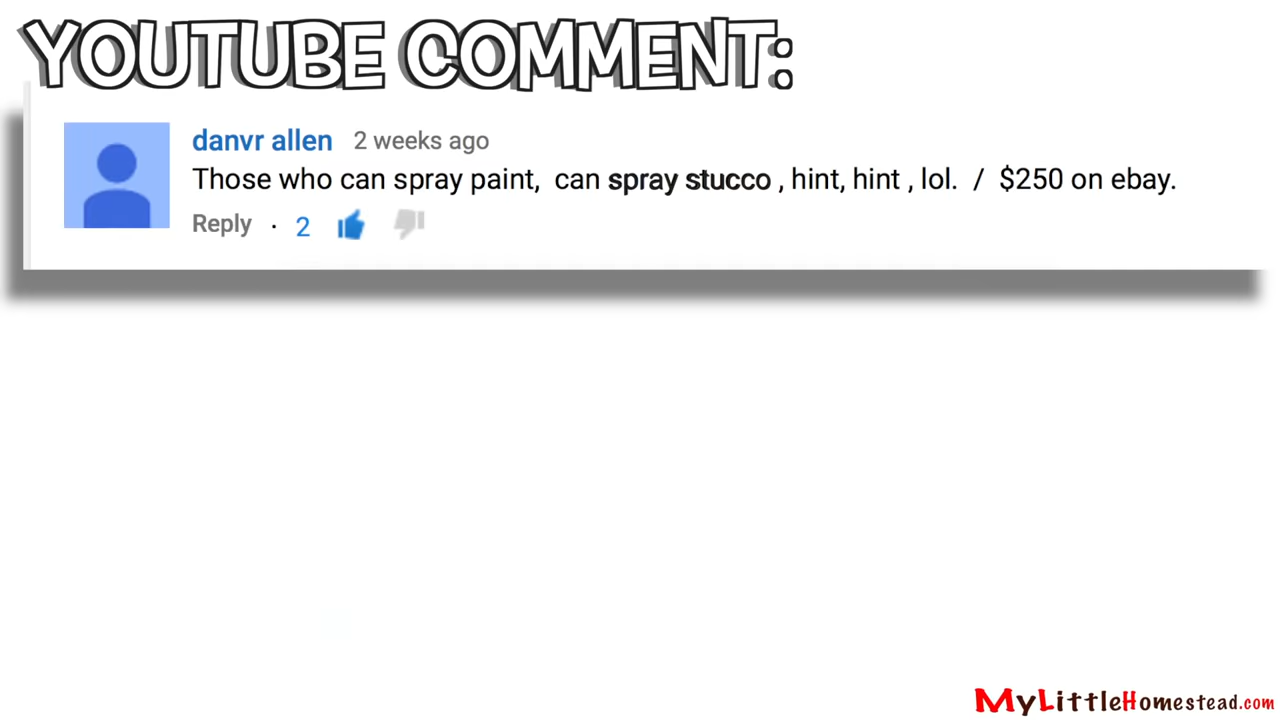 YOUTUBE COMMENT:
danvr allen 2 weeks ago
Those who can spray paint, can spray stucco , hint, hint , lol. / $250 on ebay.
Reply · 2
MyLittleHomestead.com